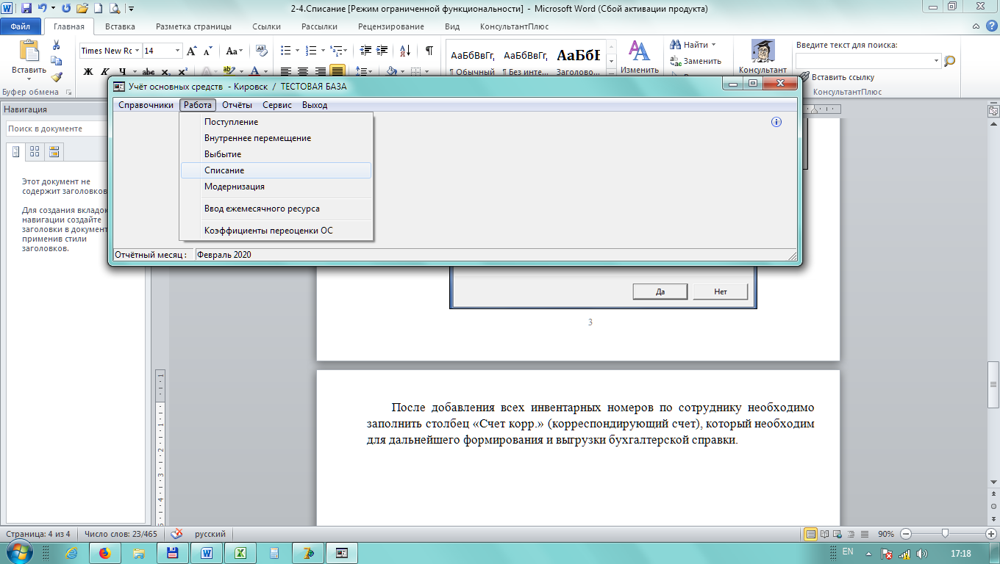 2-4.Списание [Режим ограниченной функциональности] - Microsoft Word (Сбой активации продукта)
Файл Главная Вставка Разметка страницы Ссылки Рассылки Рецензирование Вид КонсультантПлюс
Вставить
Буфер обмена
Times New Ro 14
Aa
Ж К Ч abc x₂ x²
АаБбВвГг, АаБбВвГг, АаБбЕ
¶ Обычный ¶ Без инте... Заголово...
Изменить
Найти
Заменить
Консультант
Введите текст для поиска:
Вставить ссылку
КонсультантПлюс
Навигация
Поиск в документе
Этот документ не
содержит заголовков
Для создания вкладок
навигации создайте
заголовки в документ
применив стили
заголовков.
Учёт основных средств - Кировск / ТЕСТОВАЯ БАЗА
Справочники Работа Отчёты Сервис Выход
Поступление
Внутреннее перемещение
Выбытие
Списание
Модернизация
Ввод ежемесячного ресурса
Коэффициенты переоценки ОС
Отчётный месяц: Февраль 2020
Да Нет
3
После добавления всех инвентарных номеров по сотруднику необходимо
заполнить столбец «Счет корр.» (корреспондирующий счет), который необходим
для дальнейшего формирования и выгрузки бухгалтерской справки.
Страница: 4 из 4 Число слов: 23/465 русский 90%
EN 17:18